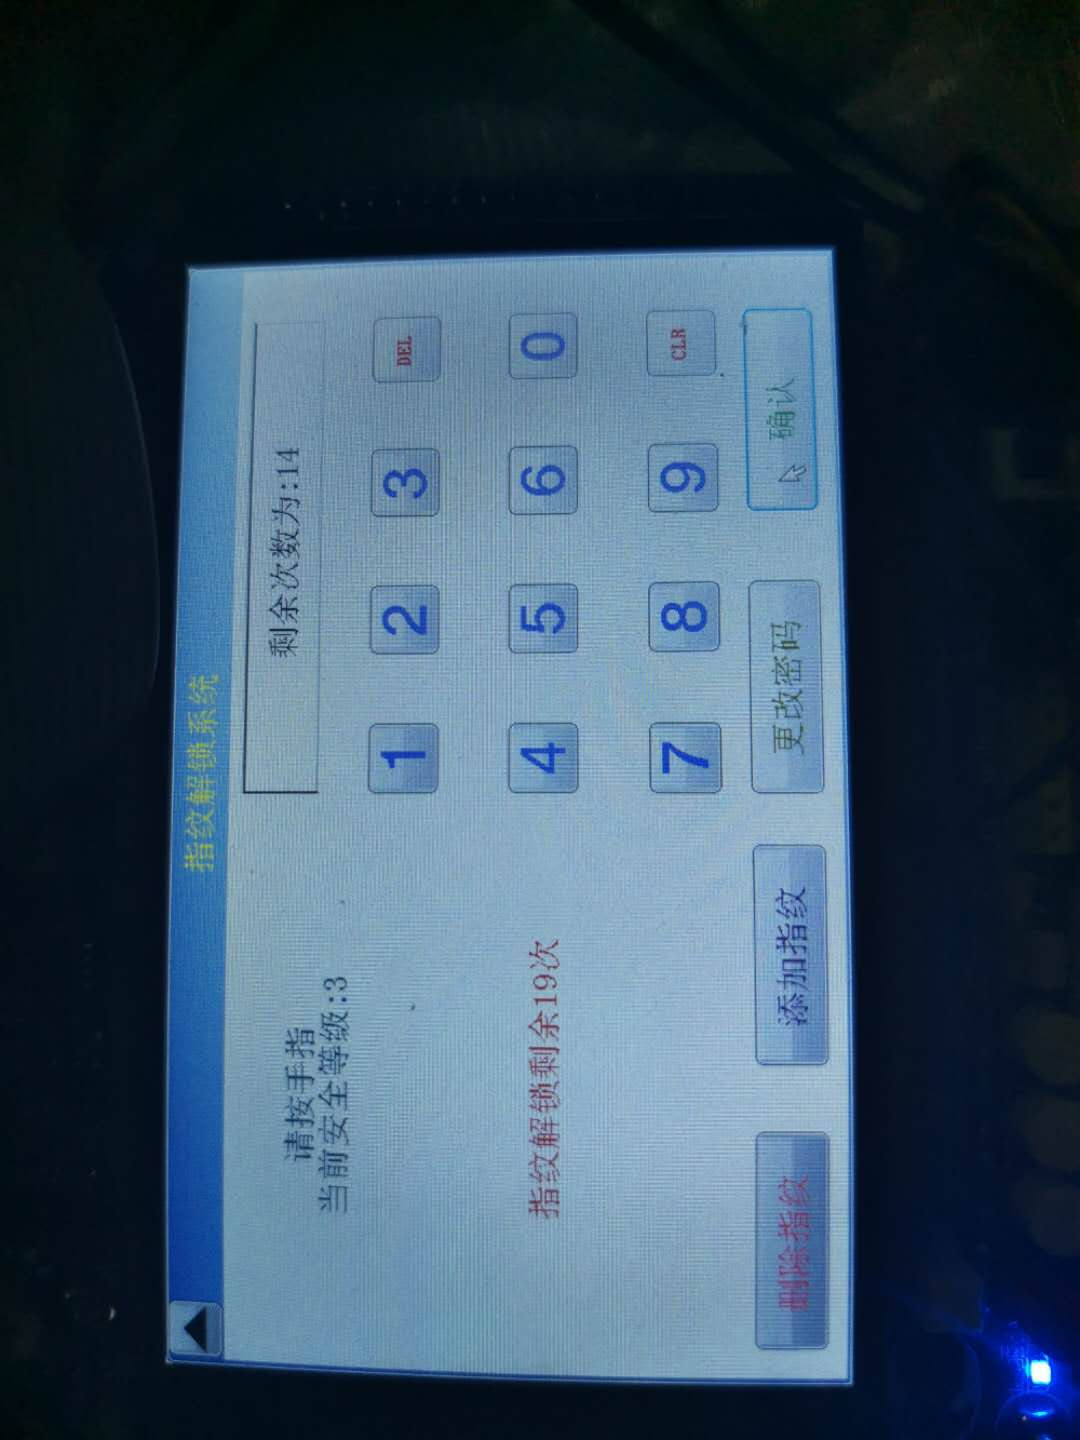 指纹解锁系统
请按手指
当前安全等级:3
指纹解锁剩余19次
剩余次数为:14
1 2 3 DEL
4 5 6 0
7 8 9 CLR
删除指纹 添加指纹 更改密码 确认